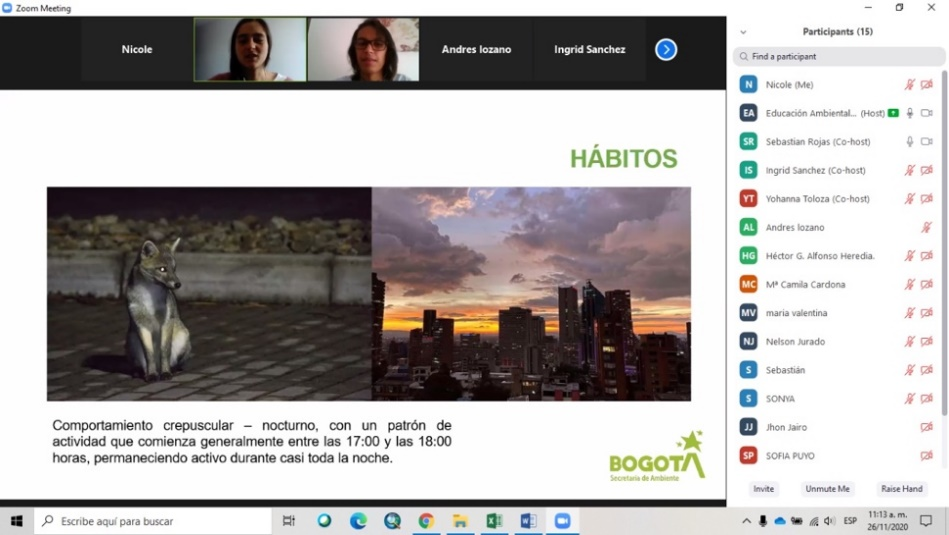 Zoom Meeting
Nicole
Andres lozano
Ingrid Sanchez
HÁBITOS
Comportamiento crepuscular – nocturno, con un patrón de
actividad que comienza generalmente entre las 17:00 y las 18:00
horas, permaneciendo activo durante casi toda la noche.
BOGOTA
Secretaría de Ambiente
Participants (15)
Find a participant
N Nicole (Me)
EA Educación Ambiental... (Host)
SR Sebastian Rojas (Co-host)
IS Ingrid Sanchez (Co-host)
YT Yohanna Toloza (Co-host)
AL Andres lozano
HG Héctor G. Alfonso Heredia.
MC Mª Camila Cardona
MV maria valentina
NJ Nelson Jurado
S Sebastián
S SONYA
JJ Jhon Jairo
SP SOFIA PUYO
Invite
Unmute Me
Raise Hand
Escribe aquí para buscar
ESP
11:13 a. m.
26/11/2020